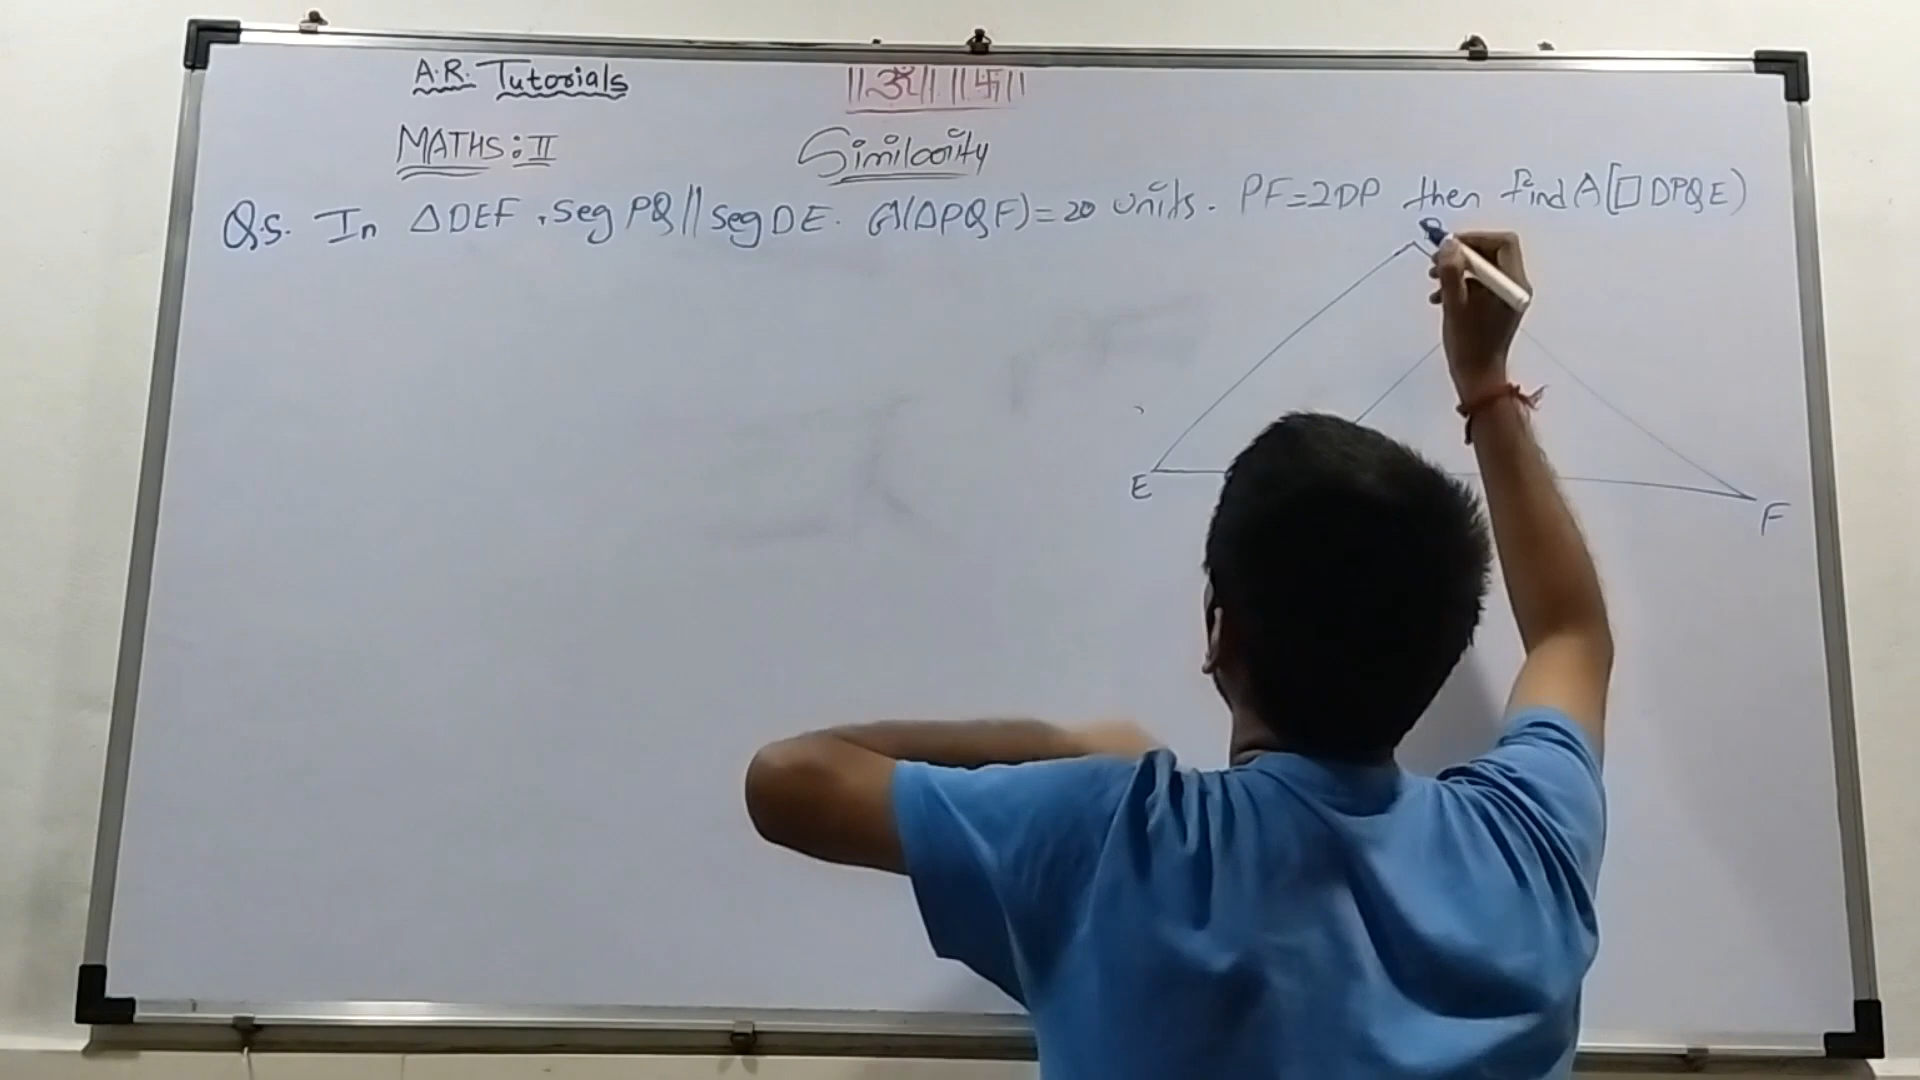 A.R. Tutorials
||ॐ|| ||卐||
MATHS: II
Similarity
Q.5. In ΔDEF, seg PQ || seg DE. A(ΔPQF) = 20 units. PF=2DP then find A(□DPQE)
E
F